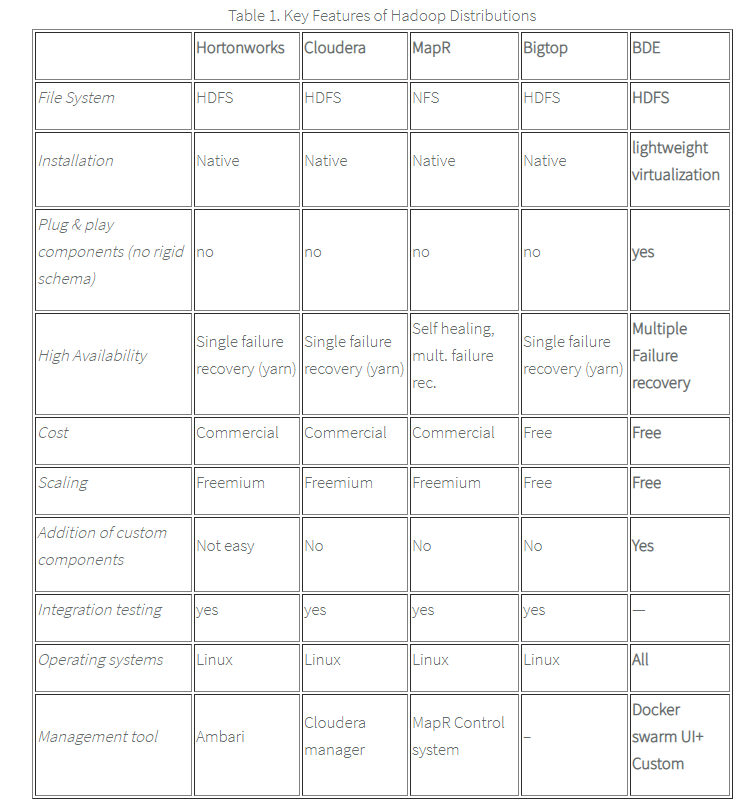 Table 1. Key Features of Hadoop Distributions
Hortonworks Cloudera MapR Bigtop BDE
File System HDFS HDFS NFS HDFS HDFS
Installation Native Native Native Native lightweight
virtualization
Plug & play
components (no rigid
schema) no no no no yes
High Availability Single failure
recovery (yarn) Single failure
recovery (yarn) Self healing,
mult. failure
rec. Single failure
recovery (yarn) Multiple
Failure
recovery
Cost Commercial Commercial Commercial Free Free
Scaling Freemium Freemium Freemium Free Free
Addition of custom
components Not easy No No No Yes
Integration testing yes yes yes yes —
Operating systems Linux Linux Linux Linux All
Management tool Ambari Cloudera
manager MapR Control
system – Docker
swarm UI+
Custom